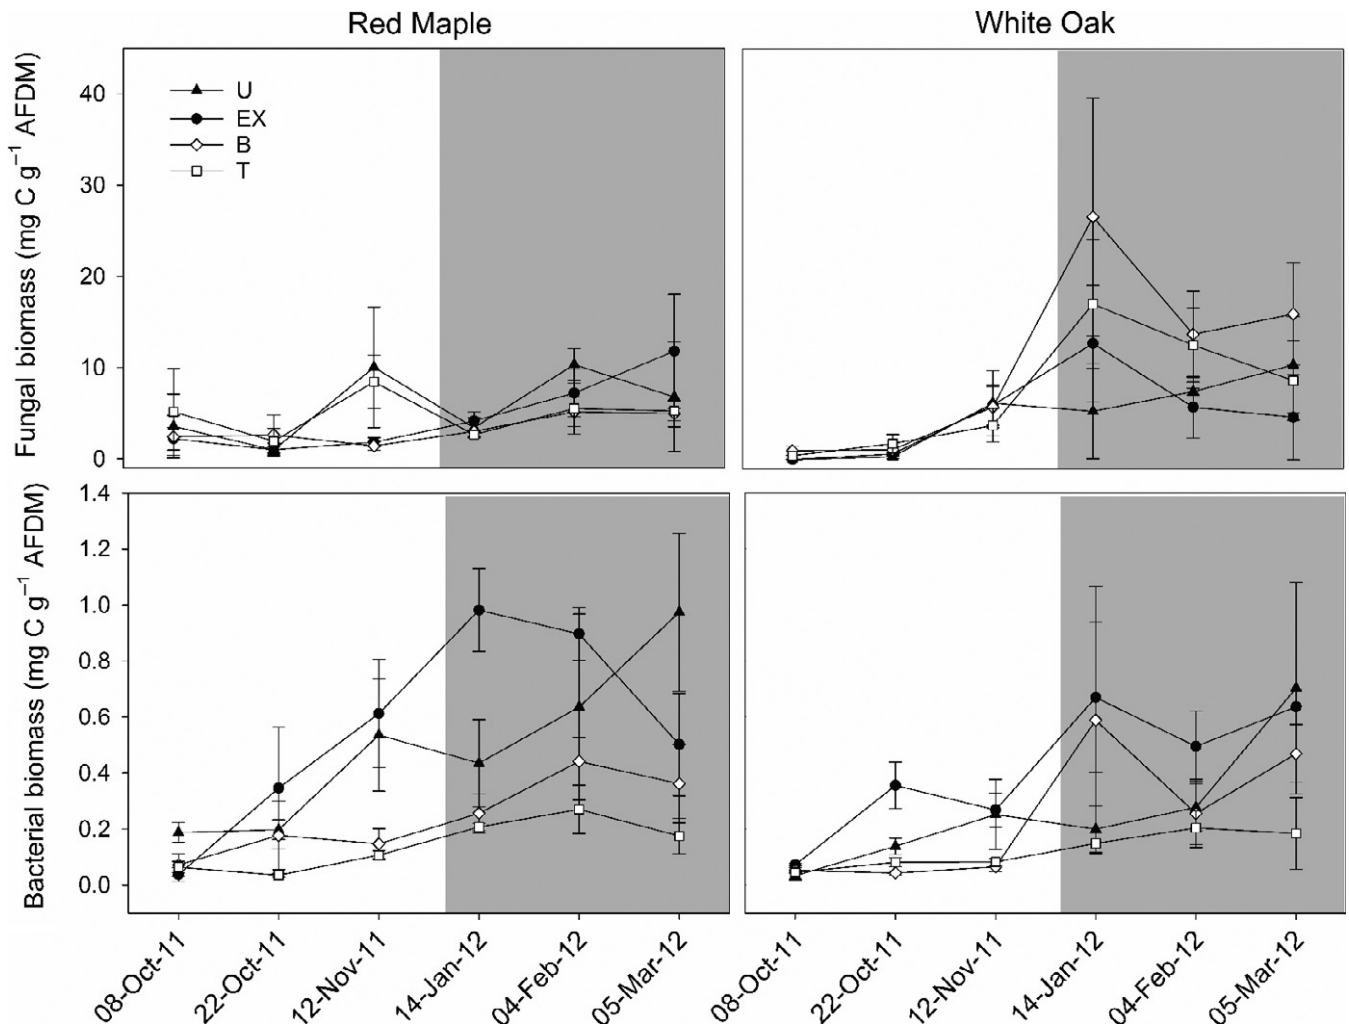 Red Maple
White Oak
Fungal biomass (mg C g⁻¹ AFDM)
40
30
20
10
0
U
EX
B
T
Bacterial biomass (mg C g⁻¹ AFDM)
1.4
1.2
1.0
0.8
0.6
0.4
0.2
0.0
08-Oct-11
22-Oct-11
12-Nov-11
14-Jan-12
04-Feb-12
05-Mar-12
08-Oct-11
22-Oct-11
12-Nov-11
14-Jan-12
04-Feb-12
05-Mar-12